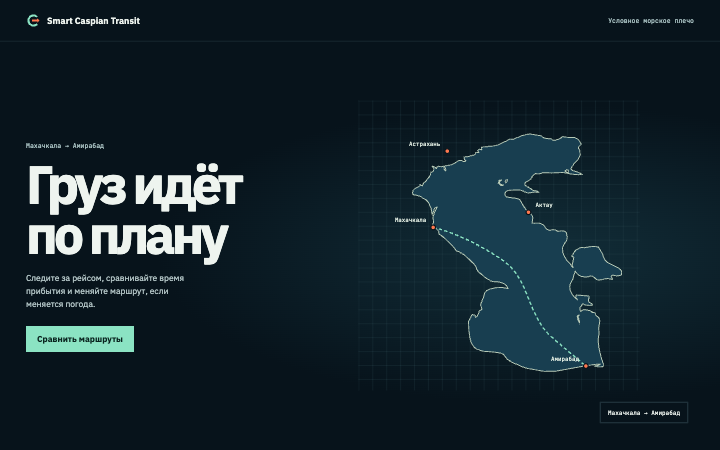 Smart Caspian Transit
Условное морское плечо
Махачкала → Амирабад
Груз идёт
по плану
Следите за рейсом, сравнивайте время
прибытия и меняйте маршрут, если
меняется погода.
Сравнить маршруты
Астрахань
Актау
Махачкала
Амирабад
Махачкала → Амирабад